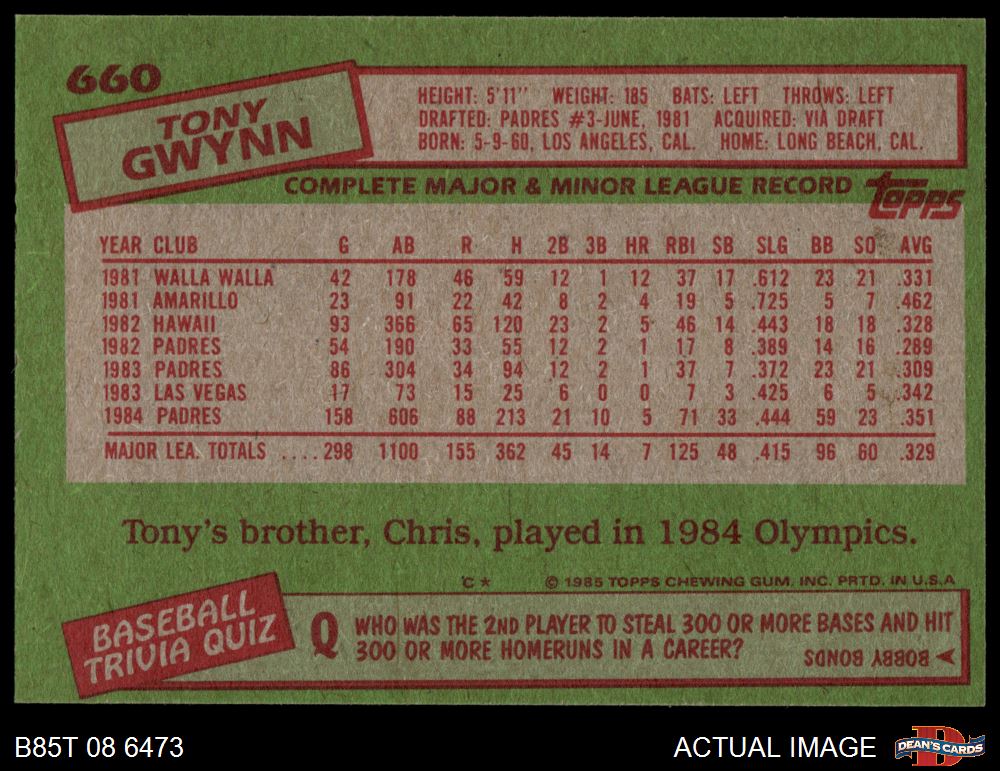 660
TONY
GWYNN
HEIGHT: 5'11" WEIGHT: 185 BATS: LEFT THROWS: LEFT
DRAFTED: PADRES #3-JUNE, 1981 ACQUIRED: VIA DRAFT
BORN: 5-9-60, LOS ANGELES, CAL. HOME: LONG BEACH, CAL.
COMPLETE MAJOR & MINOR LEAGUE RECORD
topps
YEAR CLUB G AB R H 2B 3B HR RBI SB SLG BB SO AVG
1981 WALLA WALLA 42 178 46 59 12 1 12 37 17 .612 23 21 .331
1981 AMARILLO 23 91 22 42 8 2 4 19 5 .725 5 7 .462
1982 HAWAII 93 366 65 120 23 2 5 46 14 .443 18 18 .328
1982 PADRES 54 190 33 55 12 2 1 17 8 .389 14 16 .289
1983 PADRES 86 304 34 94 12 2 1 37 7 .372 23 21 .309
1983 LAS VEGAS 17 73 15 25 6 0 0 7 3 .425 6 5 .342
1984 PADRES 158 606 88 213 21 10 5 71 33 .444 59 23 .351
MAJOR LEA. TOTALS ....298 1100 155 362 45 14 7 125 48 .415 96 60 .329
Tony's brother, Chris, played in 1984 Olympics.
C* © 1985 TOPPS CHEWING GUM, INC. PRTD. IN U.S.A
BASEBALL
TRIVIA QUIZ
Q WHO WAS THE 2ND PLAYER TO STEAL 300 OR MORE BASES AND HIT
300 OR MORE HOMERUNS IN A CAREER?
BOBBY BONDS
B85T 08 6473
ACTUAL IMAGE
D
DEAN'S CARDS